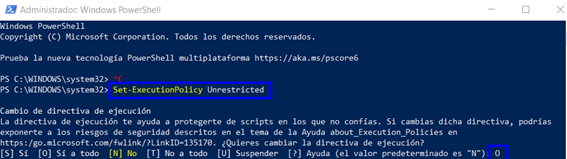 Administrador: Windows PowerShell
Windows PowerShell
Copyright (C) Microsoft Corporation. Todos los derechos reservados.
Prueba la nueva tecnología PowerShell multiplataforma https://aka.ms/pscore6
PS C:\WINDOWS\system32> ^C
PS C:\WINDOWS\system32> Set-ExecutionPolicy Unrestricted
Cambio de directiva de ejecución
La directiva de ejecución te ayuda a protegerte de scripts en los que no confías. Si cambias dicha directiva, podrías
exponerte a los riesgos de seguridad descritos en el tema de la Ayuda about_Execution_Policies en
https:/go.microsoft.com/fwlink/?LinkID=135170. ¿Quieres cambiar la directiva de ejecución?
[S] Sí  [O] Sí a todo  [N] No  [T] No a todo  [U] Suspender  [?] Ayuda (el valor predeterminado es "N"): O